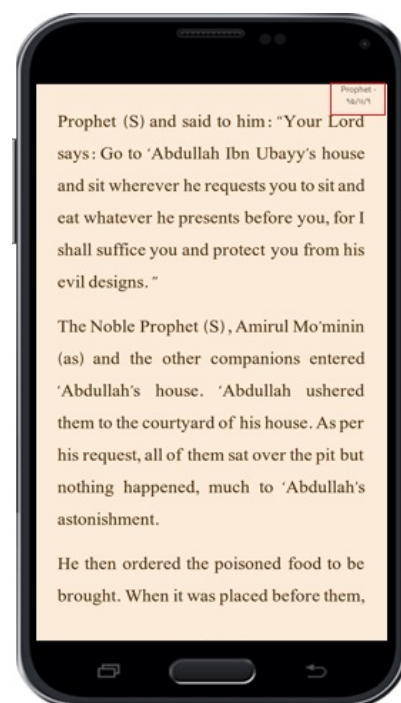 Prophet -
Prophet (S) and said to him: “Your Lord
says: Go to ‘Abdullah Ibn Ubayy’s house
and sit wherever he requests you to sit and
eat whatever he presents before you, for I
shall suffice you and protect you from his
evil designs.”
The Noble Prophet (S), Amirul Mo’minin
(as) and the other companions entered
‘Abdullah’s house. ‘Abdullah ushered
them to the courtyard of his house. As per
his request, all of them sat over the pit but
nothing happened, much to ‘Abdullah’s
astonishment.
He then ordered the poisoned food to be
brought. When it was placed before them,